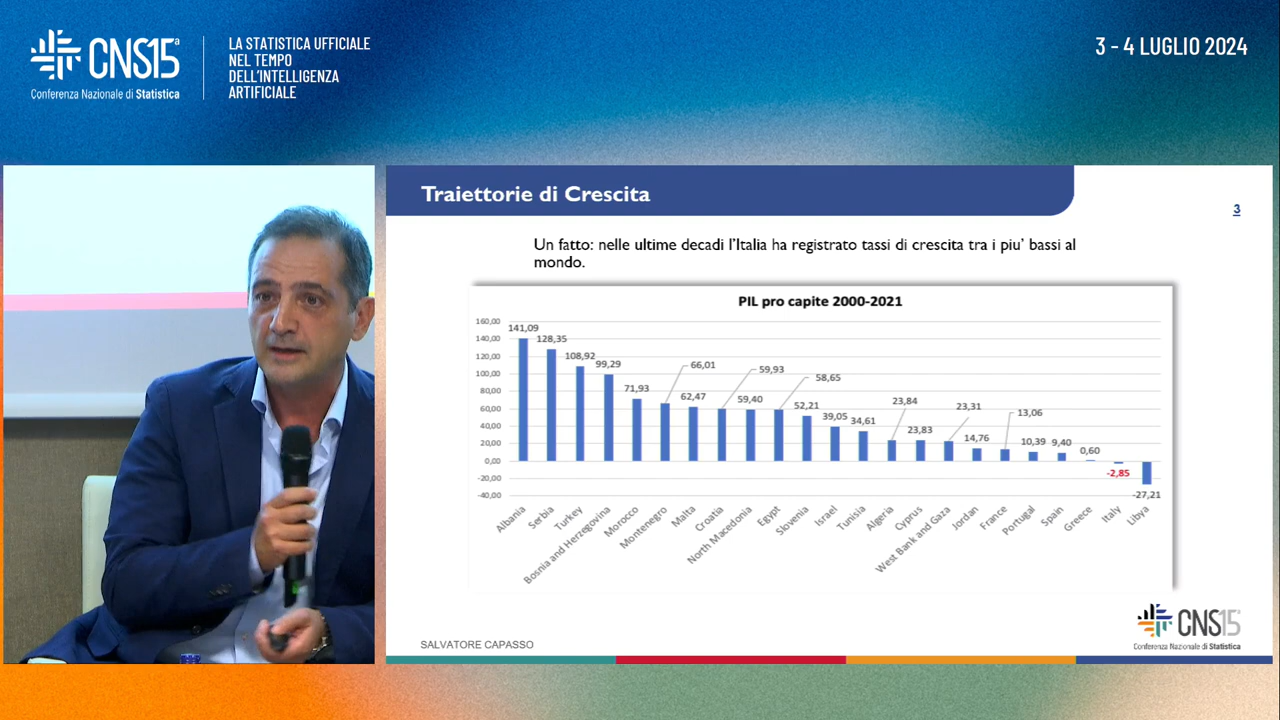 CNS15ª
Conferenza Nazionale di Statistica
LA STATISTICA UFFICIALE
NEL TEMPO
DELL'INTELLIGENZA
ARTIFICIALE
3 - 4 LUGLIO 2024
Traiettorie di Crescita
3
Un fatto: nelle ultime decadi l'Italia ha registrato tassi di crescita tra i piu' bassi al
mondo.
PIL pro capite 2000-2021
160,00
140,00
120,00
100,00
80,00
60,00
40,00
20,00
0,00
-20,00
-40,00
141,09
128,35
108,92
99,29
71,93
66,01
62,47
59,93
59,40
58,65
52,21
39,05
34,61
23,84
23,83
23,31
14,76
13,06
10,39
9,40
0,60
-2,85
-27,21
Albania
Serbia
Turkey
Bosnia and Herzegovina
Morocco
Montenegro
Malta
Croatia
North Macedonia
Egypt
Slovenia
Israel
Tunisia
Algeria
Cyprus
West Bank and Gaza
Jordan
France
Portugal
Spain
Greece
Italy
Libya
SALVATORE CAPASSO
CNS15ª
Conferenza Nazionale di Statistica